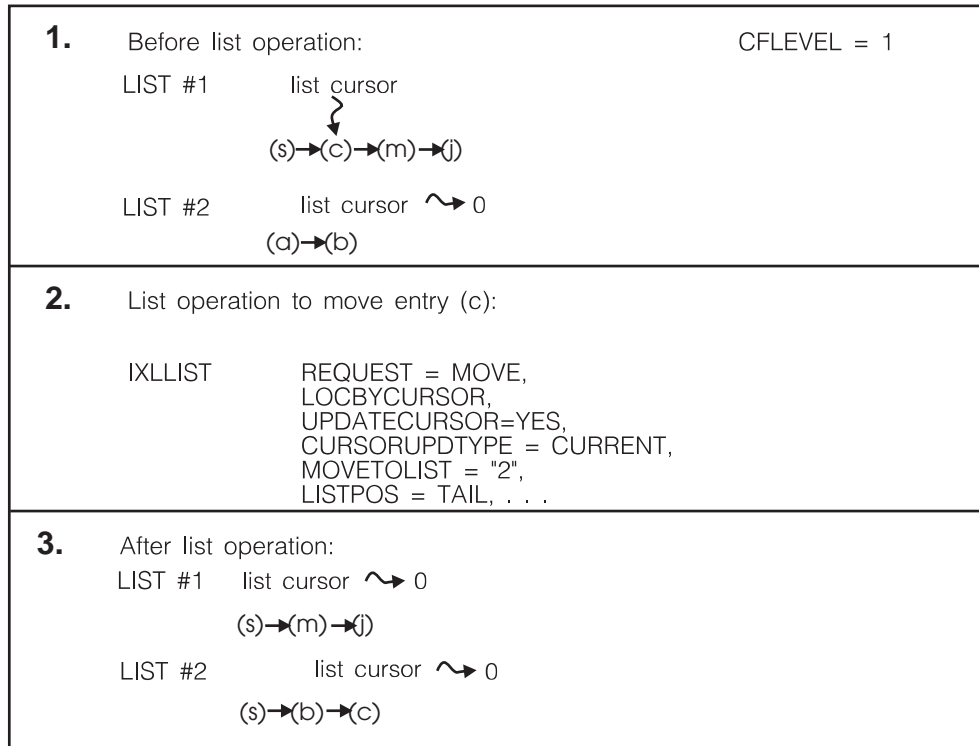 1. Before list operation: CFLEVEL = 1
LIST #1 list cursor
(s)→(c)→(m)→(j)
LIST #2 list cursor → 0
(a)→(b)
2. List operation to move entry (c):
IXLLIST REQUEST = MOVE,
LOCBYCURSOR,
UPDATECURSOR=YES,
CURSORUPDTYPE = CURRENT,
MOVETOLIST = "2",
LISTPOS = TAIL, . . .
3. After list operation:
LIST #1 list cursor → 0
(s)→(m)→(j)
LIST #2 list cursor → 0
(s)→(b)→(c)